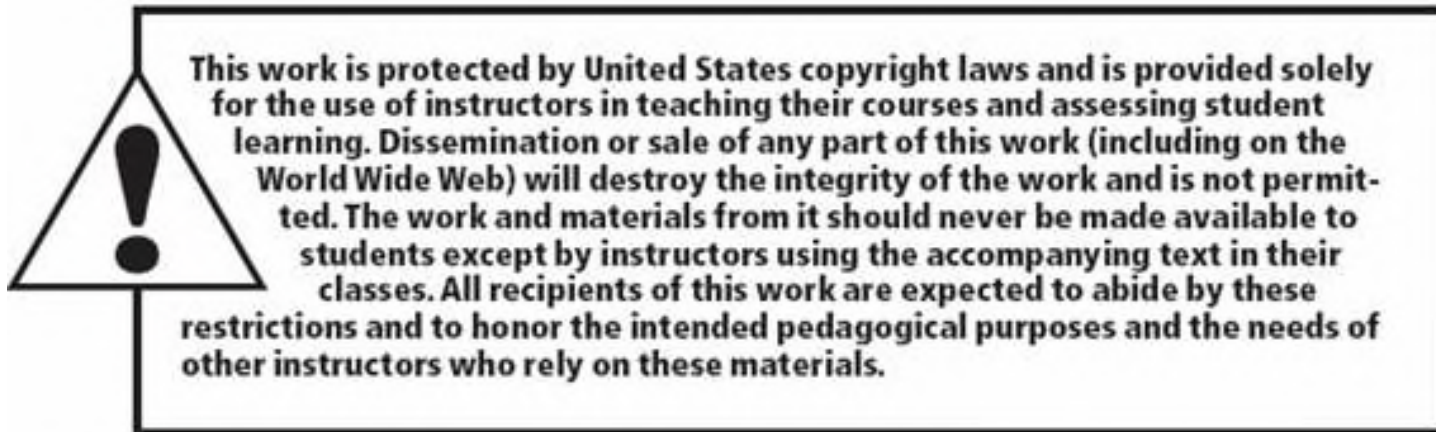 This work is protected by United States copyright laws and is provided solely
for the use of instructors in teaching their courses and assessing student
learning. Dissemination or sale of any part of this work (including on the
World Wide Web) will destroy the integrity of the work and is not permit-
ted. The work and materials from it should never be made available to
students except by instructors using the accompanying text in their
classes. All recipients of this work are expected to abide by these
restrictions and to honor the intended pedagogical purposes and the needs of
other instructors who rely on these materials.